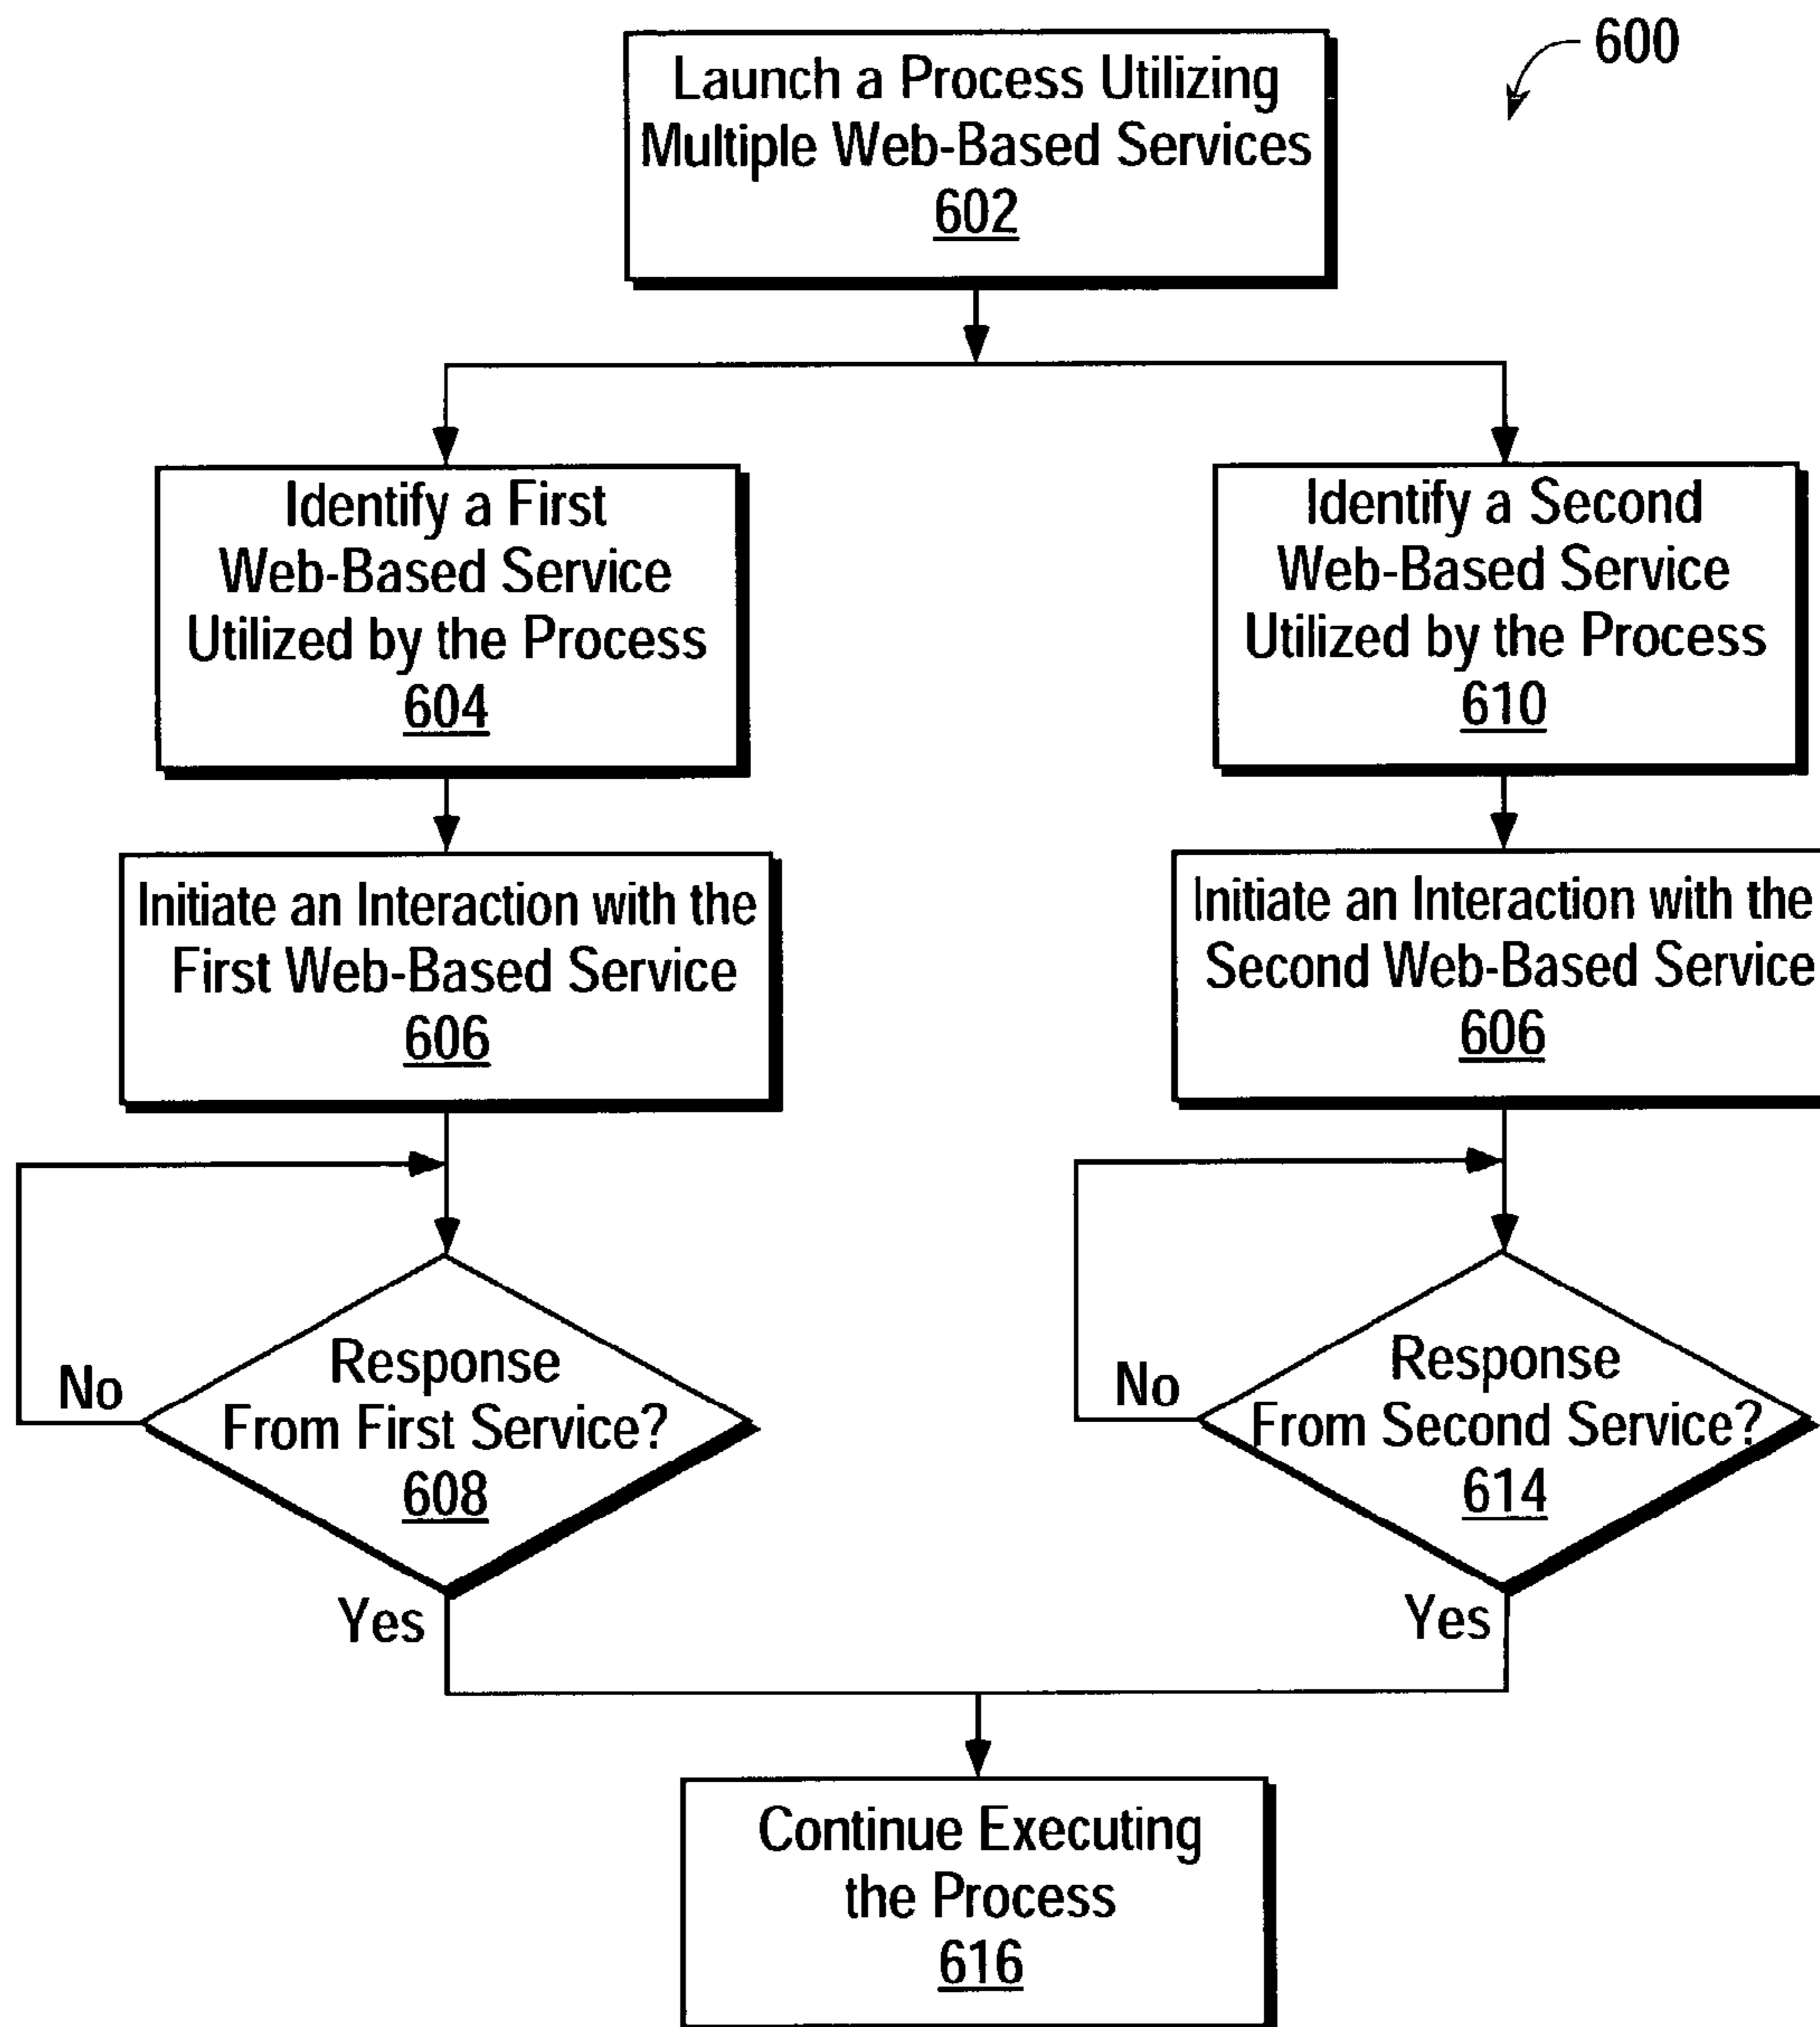 600
Launch a Process Utilizing
Multiple Web-Based Services
602
Identify a First
Web-Based Service
Utilized by the Process
604
Identify a Second
Web-Based Service
Utilized by the Process
610
Initiate an Interaction with the
First Web-Based Service
606
Initiate an Interaction with the
Second Web-Based Service
606
Response
From First Service?
608
No
Yes
Response
From Second Service?
614
No
Yes
Continue Executing
the Process
616